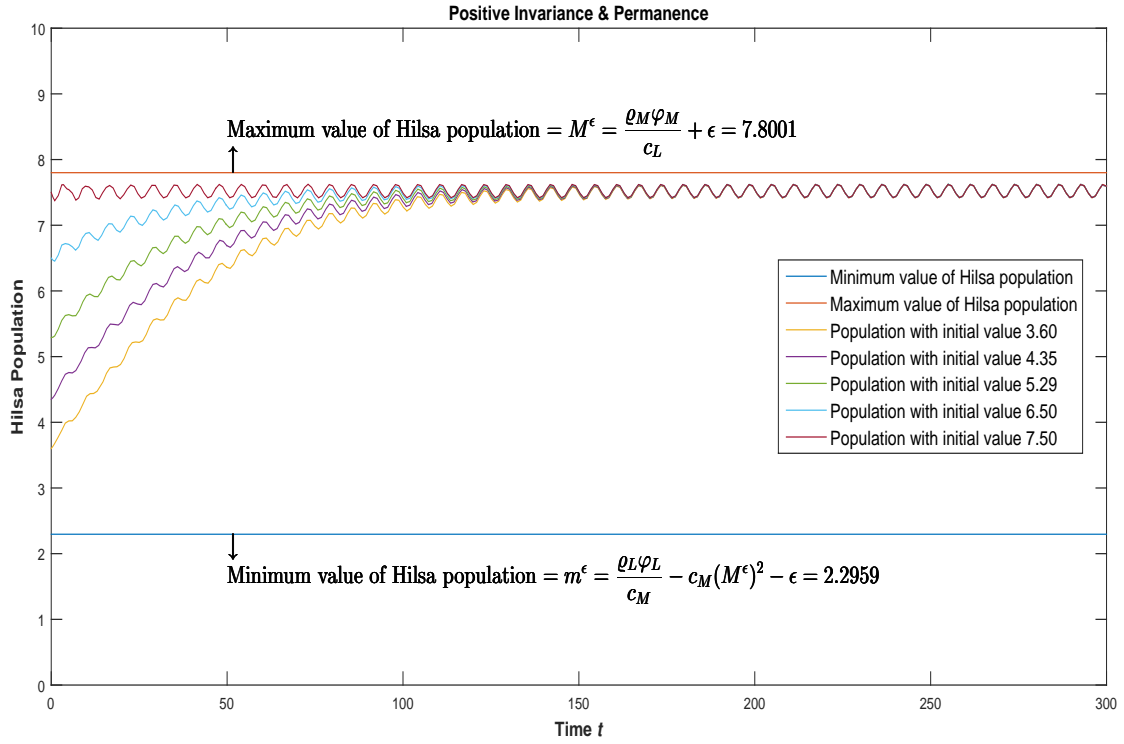 Positive Invariance & Permanence
10
9
8
7
6
5
4
3
2
1
0
Hilsa Population
Maximum value of Hilsa population = M^ϵ = ϱ_M φ_M / c_L + ϵ = 7.8001
Minimum value of Hilsa population
Maximum value of Hilsa population
Population with initial value 3.60
Population with initial value 4.35
Population with initial value 5.29
Population with initial value 6.50
Population with initial value 7.50
Minimum value of Hilsa population = m^ϵ = ϱ_L φ_L / c_M − c_M(M^ϵ)² − ϵ = 2.2959
0 50 100 150 200 250 300
Time t